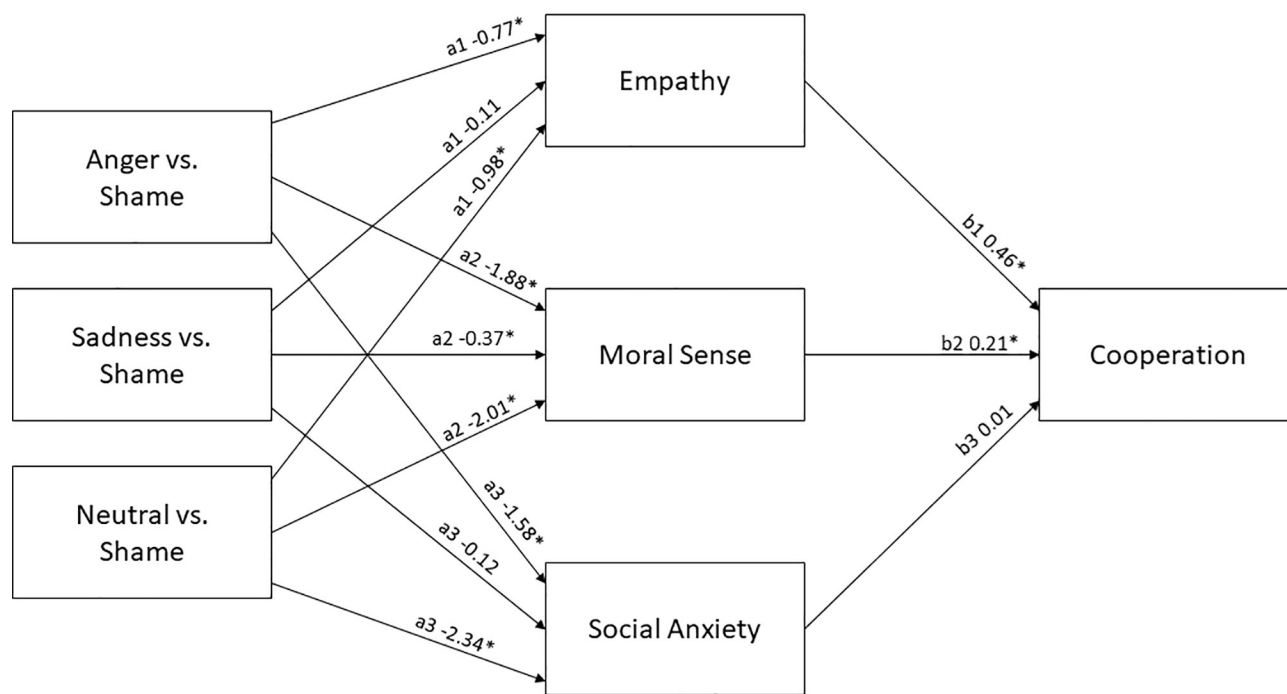 Anger vs.
Shame
Sadness vs.
Shame
Neutral vs.
Shame
a1 -0.77*
a1 -0.11
a1 -0.98*
a2 -1.88*
a2 -0.37*
a2 -2.01*
a3 -1.58*
a3 -0.12
a3 -2.34*
Empathy
Moral Sense
Social Anxiety
b1 0.46*
b2 0.21*
b3 0.01
Cooperation